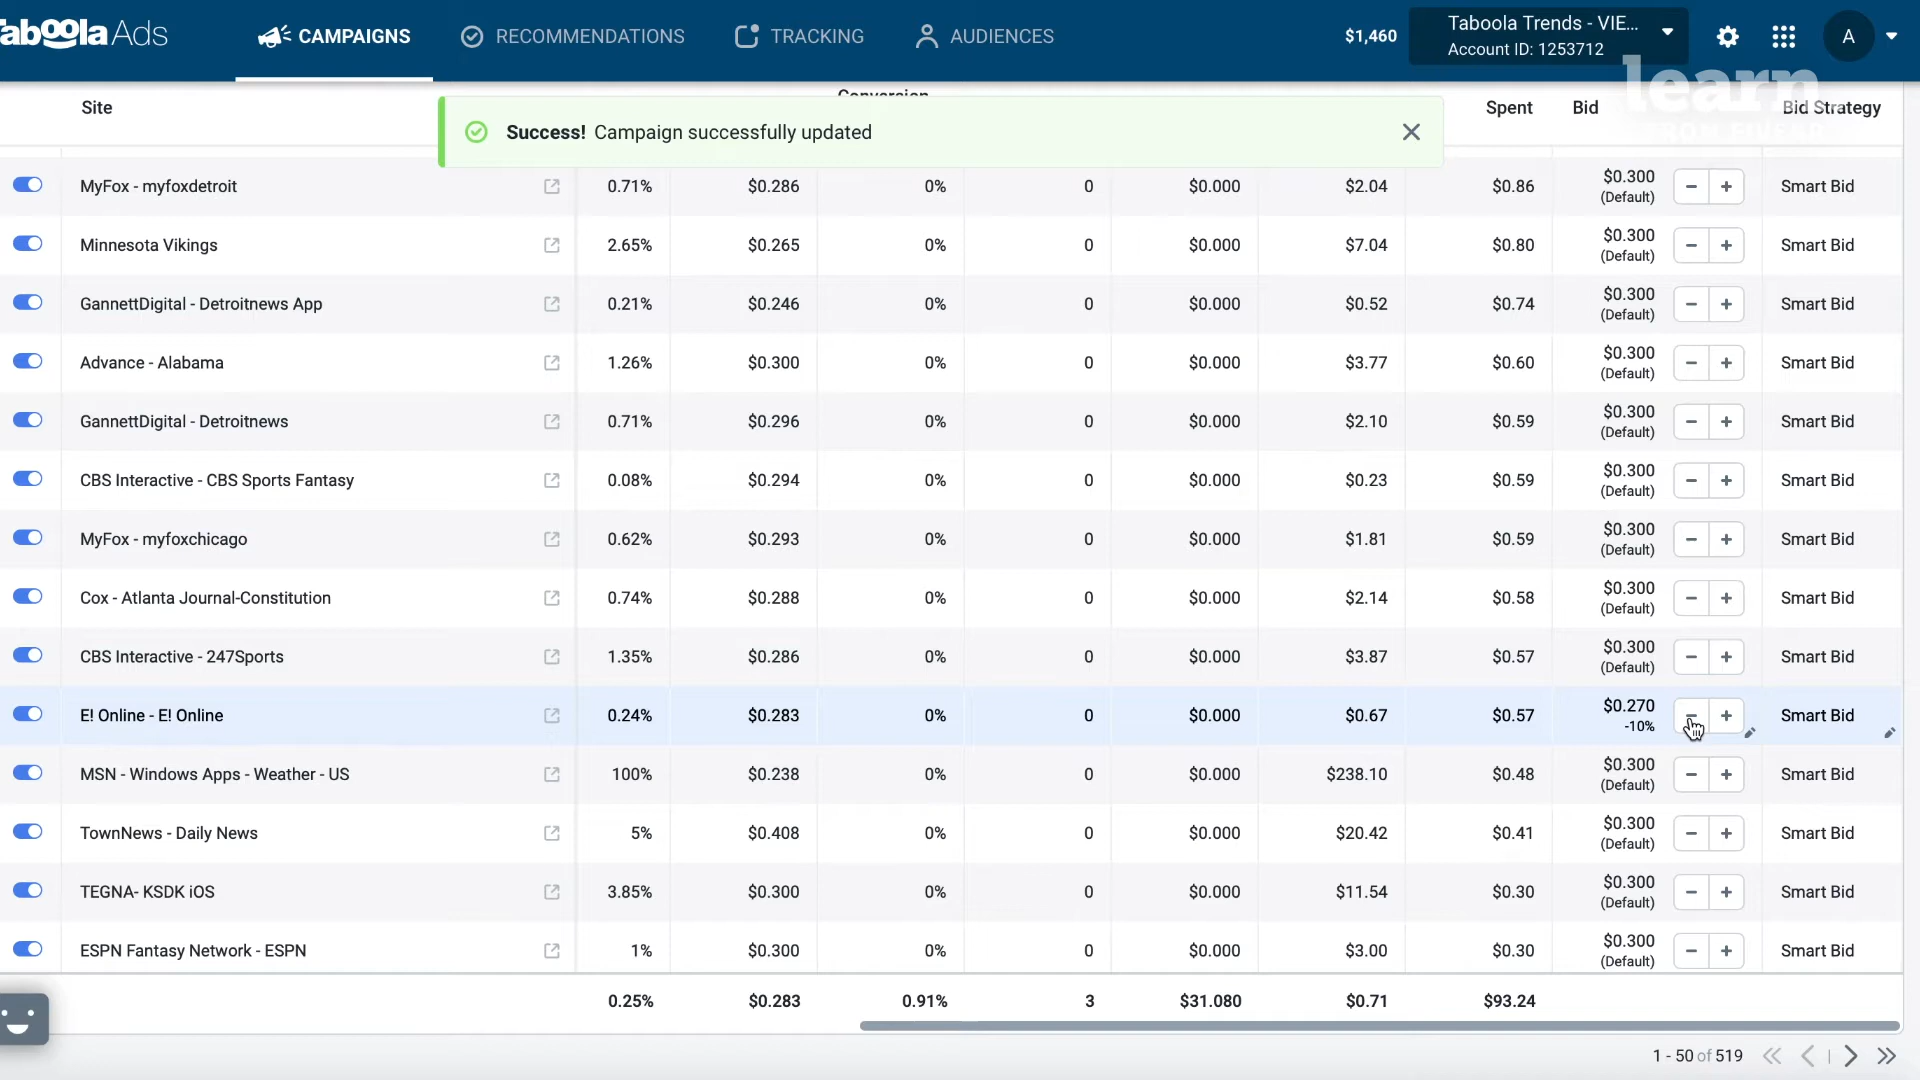 Taboola Ads
CAMPAIGNS
RECOMMENDATIONS
TRACKING
AUDIENCES
$1,460
Taboola Trends - VIE...
Account ID: 1253712
A
learn
Site
Conversion
Spent
Bid
Bid Strategy
Success! Campaign successfully updated
MyFox - myfoxdetroit 0.71% $0.286 0% 0 $0.000 $2.04 $0.86 $0.300 (Default) − + Smart Bid
Minnesota Vikings 2.65% $0.265 0% 0 $0.000 $7.04 $0.80 $0.300 (Default) − + Smart Bid
GannettDigital - Detroitnews App 0.21% $0.246 0% 0 $0.000 $0.52 $0.74 $0.300 (Default) − + Smart Bid
Advance - Alabama 1.26% $0.300 0% 0 $0.000 $3.77 $0.60 $0.300 (Default) − + Smart Bid
GannettDigital - Detroitnews 0.71% $0.296 0% 0 $0.000 $2.10 $0.59 $0.300 (Default) − + Smart Bid
CBS Interactive - CBS Sports Fantasy 0.08% $0.294 0% 0 $0.000 $0.23 $0.59 $0.300 (Default) − + Smart Bid
MyFox - myfoxchicago 0.62% $0.293 0% 0 $0.000 $1.81 $0.59 $0.300 (Default) − + Smart Bid
Cox - Atlanta Journal-Constitution 0.74% $0.288 0% 0 $0.000 $2.14 $0.58 $0.300 (Default) − + Smart Bid
CBS Interactive - 247Sports 1.35% $0.286 0% 0 $0.000 $3.87 $0.57 $0.300 (Default) − + Smart Bid
E! Online - E! Online 0.24% $0.283 0% 0 $0.000 $0.67 $0.57 $0.270 -10% − + Smart Bid
MSN - Windows Apps - Weather - US 100% $0.238 0% 0 $0.000 $238.10 $0.48 $0.300 (Default) − + Smart Bid
TownNews - Daily News 5% $0.408 0% 0 $0.000 $20.42 $0.41 $0.300 (Default) − + Smart Bid
TEGNA- KSDK iOS 3.85% $0.300 0% 0 $0.000 $11.54 $0.30 $0.300 (Default) − + Smart Bid
ESPN Fantasy Network - ESPN 1% $0.300 0% 0 $0.000 $3.00 $0.30 $0.300 (Default) − + Smart Bid
0.25% $0.283 0.91% 3 $31.080 $0.71 $93.24
1 - 50 of 519